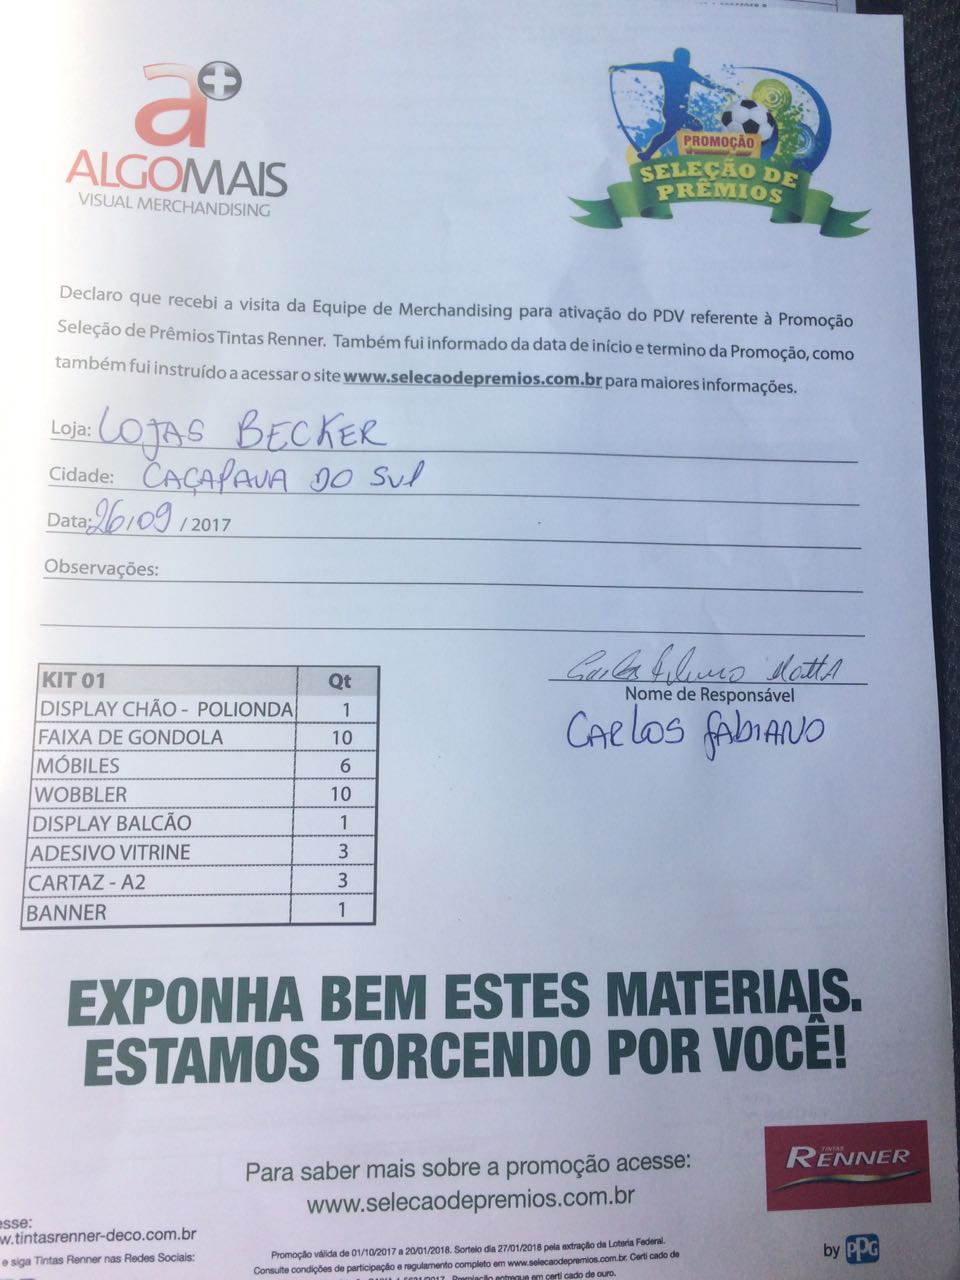 a+
ALGOMAIS
VISUAL MERCHANDISING
PROMOÇÃO
SELEÇÃO DE
PRÊMIOS
Declaro que recebi a visita da Equipe de Merchandising para ativação do PDV referente à Promoção
Seleção de Prêmios Tintas Renner. Também fui informado da data de início e termino da Promoção, como
também fui instruído a acessar o site www.selecaodepremios.com.br para maiores informações.
Loja: LOJAS BECKER
Cidade: CAÇAPAVA DO SUL
Data: 26/09 / 2017
Observações:
Carlos Fabiano Motta
Nome de Responsável
CARLOS FABIANO
KIT 01 Qt
DISPLAY CHÃO - POLIONDA 1
FAIXA DE GONDOLA 10
MÓBILES 6
WOBBLER 10
DISPLAY BALCÃO 1
ADESIVO VITRINE 3
CARTAZ - A2 3
BANNER 1
EXPONHA BEM ESTES MATERIAIS.
ESTAMOS TORCENDO POR VOCÊ!
Para saber mais sobre a promoção acesse:
www.selecaodepremios.com.br
TINTAS
RENNER
by PPG
esse:
w.tintasrenner-deco.com.br
e siga Tintas Renner nas Redes Sociais:
Promoção válida de 01/10/2017 a 20/01/2018. Sorteio dia 27/01/2018 pela extração da Loteria Federal.
Consulte condições de participação e regulamento completo em www.selecaodepremios.com.br. Certi cado de
Premiação entregue em certi cado de ouro.